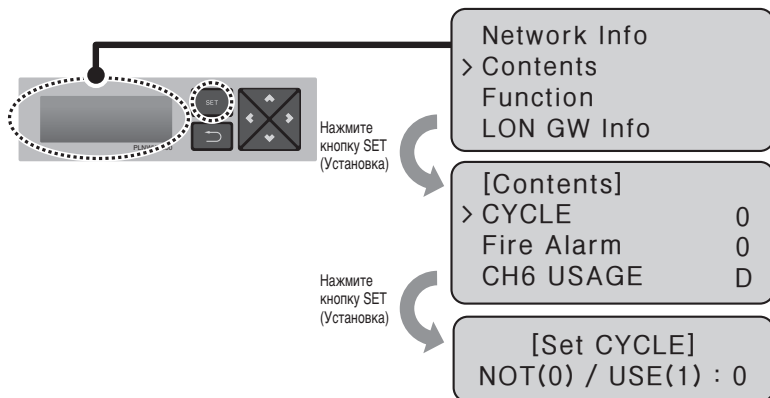 Network Info
> Contents
Function
LON GW Info
SET
Нажмите
кнопку SET
(Установка)
[Contents]
> CYCLE 0
Fire Alarm 0
CH6 USAGE D
Нажмите
кнопку SET
(Установка)
[Set CYCLE]
NOT(0) / USE(1) : 0